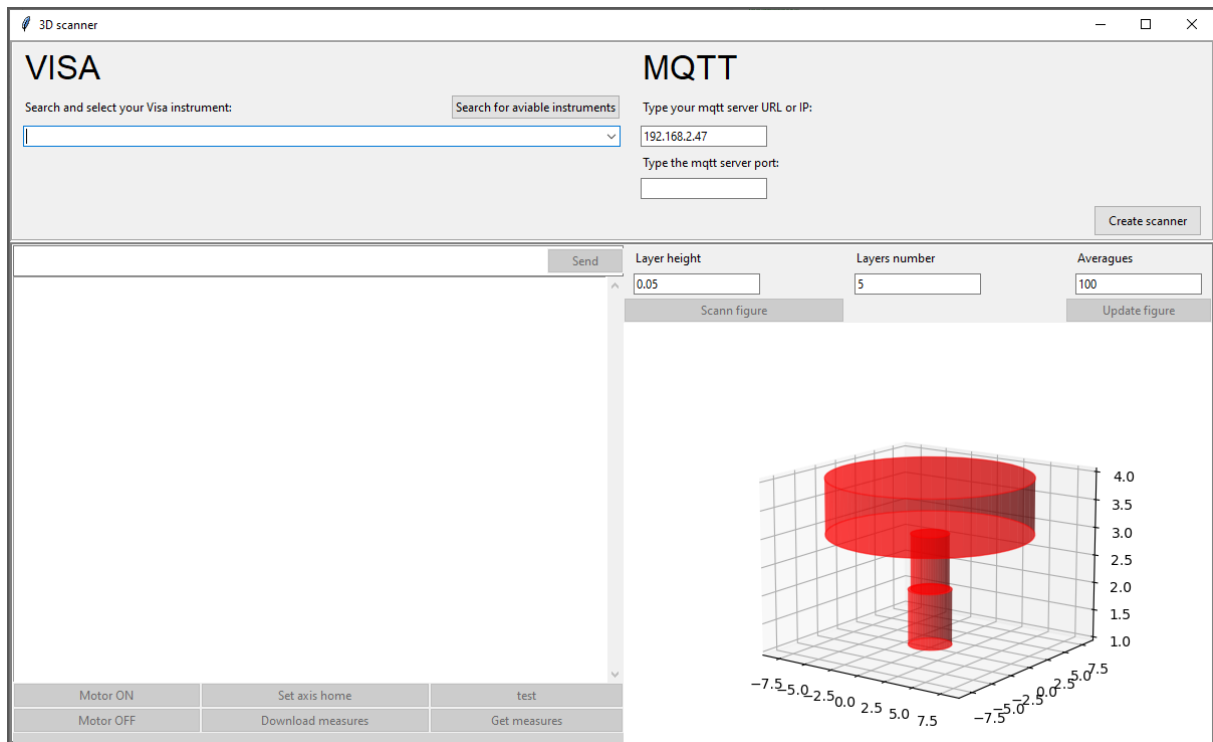 3D scanner
VISA
Search and select your Visa instrument:
Search for aviable instruments
MQTT
Type your mqtt server URL or IP:
192.168.2.47
Type the mqtt server port:
Create scanner
Send
Layer height
Layers number
Averagues
0.05
5
100
Scann figure
Update figure
4.0
3.5
3.0
2.5
2.0
1.5
1.0
−7.5
−5.0
−2.5
0.0
2.5
5.0
7.5
−7.5
−5.0
−2.5
0.0
2.5
5.0
7.5
Motor ON
Set axis home
test
Motor OFF
Download measures
Get measures